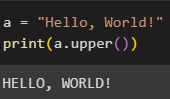 a = "Hello, World!"
print(a.upper())
HELLO, WORLD!